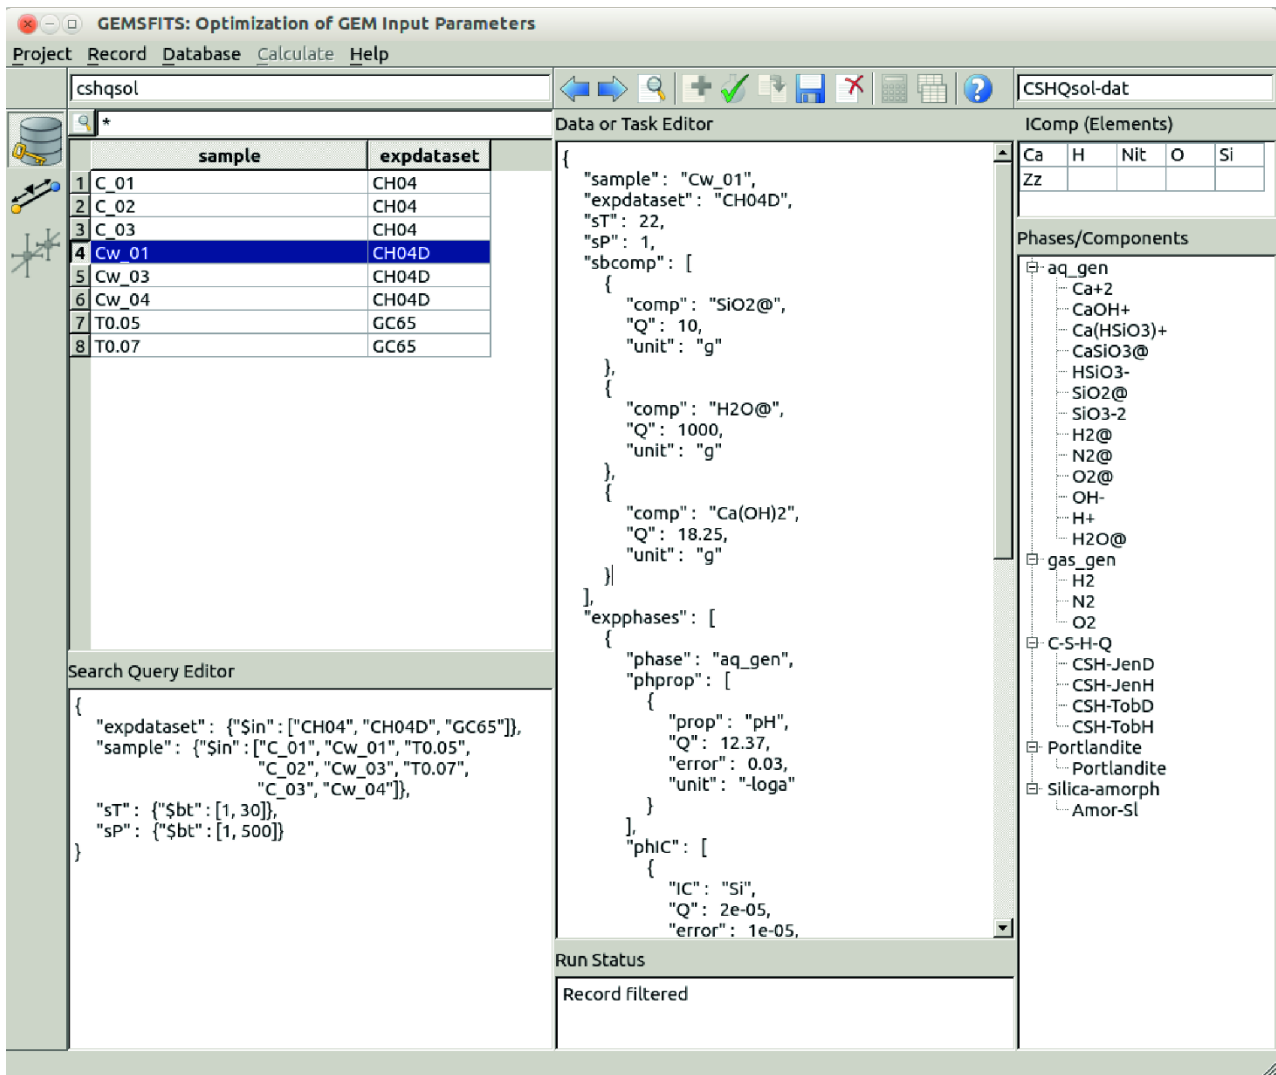 GEMSFITS: Optimization of GEM Input Parameters
Project Record Database Calculate Help
cshqsol
*
sample expdataset
1 C_01 CH04
2 C_02 CH04
3 C_03 CH04
4 Cw_01 CH04D
5 Cw_03 CH04D
6 Cw_04 CH04D
7 T0.05 GC65
8 T0.07 GC65
Search Query Editor
{
"expdataset" : {"$in" : ["CH04", "CH04D", "GC65"]},
"sample" : {"$in" : ["C_01", "Cw_01", "T0.05",
"C_02", "Cw_03", "T0.07",
"C_03", "Cw_04"]},
"sT" : {"$bt" : [1, 30]},
"sP" : {"$bt" : [1, 500]}
}
Data or Task Editor
{
"sample" : "Cw_01",
"expdataset" : "CH04D",
"sT" : 22,
"sP" : 1,
"sbcomp" : [
{
"comp" : "SiO2@",
"Q" : 10,
"unit" : "g"
},
{
"comp" : "H2O@",
"Q" : 1000,
"unit" : "g"
},
{
"comp" : "Ca(OH)2",
"Q" : 18.25,
"unit" : "g"
}
],
"expphases" : [
{
"phase" : "aq_gen",
"phprop" : [
{
"prop" : "pH",
"Q" : 12.37,
"error" : 0.03,
"unit" : "-loga"
}
],
"phIC" : [
{
"IC" : "Si",
"Q" : 2e-05,
"error" : 1e-05,
Run Status
Record filtered
CSHQsol-dat
IComp (Elements)
Ca H Nit O Si
Zz
Phases/Components
aq_gen
Ca+2
CaOH+
Ca(HSiO3)+
CaSiO3@
HSiO3-
SiO2@
SiO3-2
H2@
N2@
O2@
OH-
H+
H2O@
gas_gen
H2
N2
O2
C-S-H-Q
CSH-JenD
CSH-JenH
CSH-TobD
CSH-TobH
Portlandite
Portlandite
Silica-amorph
Amor-Sl